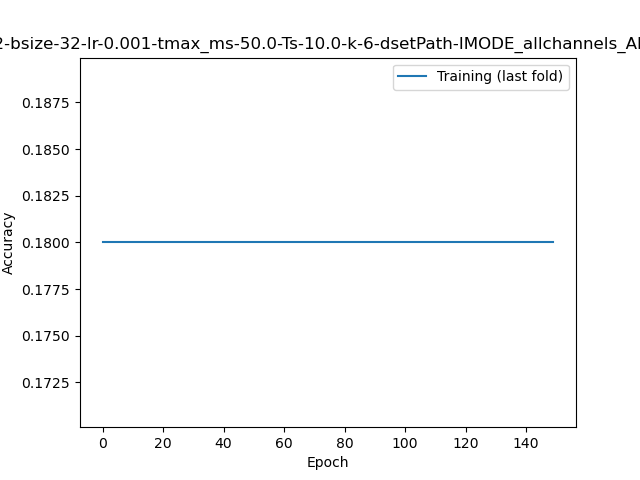 2-bsize-32-lr-0.001-tmax_ms-50.0-Ts-10.0-k-6-dsetPath-IMODE_allchannels_Al
Training (last fold)
0.1875
0.1850
0.1825
0.1800
0.1775
0.1750
0.1725
Accuracy
0 20 40 60 80 100 120 140
Epoch